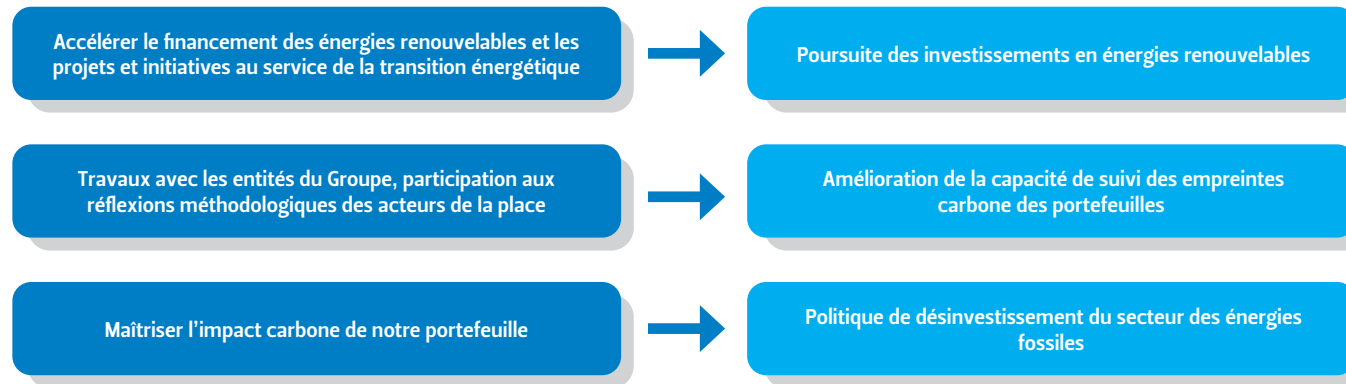 Accélérer le financement des énergies renouvelables et les
projets et initiatives au service de la transition énergétique
Poursuite des investissements en énergies renouvelables
Travaux avec les entités du Groupe, participation aux
réflexions méthodologiques des acteurs de la place
Amélioration de la capacité de suivi des empreintes
carbone des portefeuilles
Maîtriser l’impact carbone de notre portefeuille
Politique de désinvestissement du secteur des énergies
fossiles